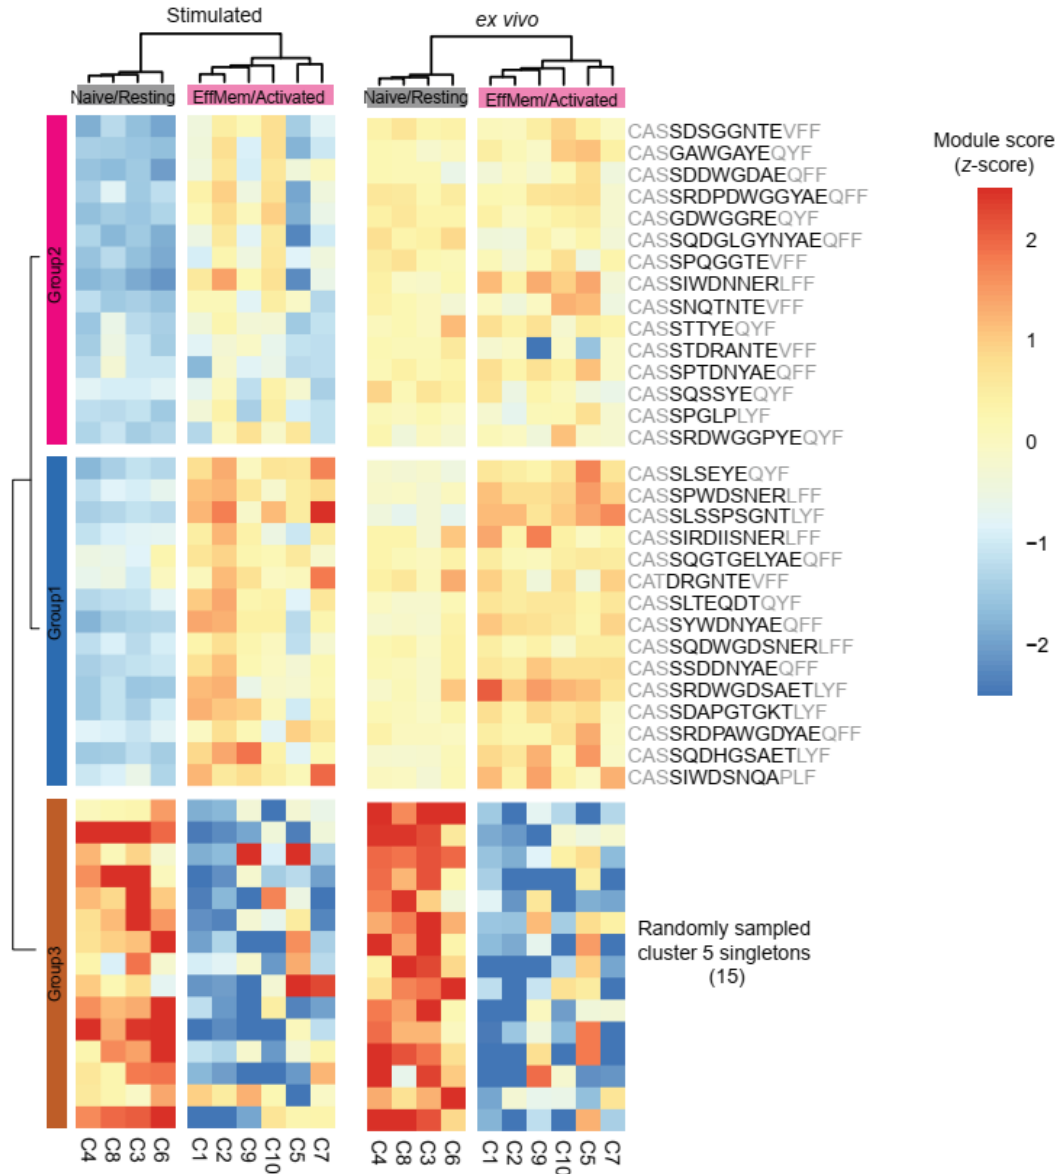 Stimulated
ex vivo
Naive/Resting
EffMem/Activated
Naive/Resting
EffMem/Activated
Group2
CASSDSGGNTEVFF
CASGAWGAYEQYF
CASSDDWGDAEQFF
CASSRDPDWGGYAEQFF
CASGDWGGREQYF
CASSQDGLGYNYAEQFF
CASSPQGGTEVFF
CASSIWDNNERLFF
CASSNQTNTEVFF
CASSTTYEQYF
CASSTDRANTEVFF
CASSPTDNYAEQFF
CASSQSSYEQYF
CASSPGLPLYF
CASSRDWGGPYEQYF
Group1
CASSLSEYEQYF
CASSPWDSNERLFF
CASSLSSPSGNTLYF
CASSIRDIISNERLFF
CASSQGTGELYAEQFF
CATDRGNTEVFF
CASSLTEQDTQYF
CASSYWDNYAEQFF
CASSQDWGDSNERLFF
CASSSDDNYAEQFF
CASSRDWGDSAETLYF
CASSDAPGTGKTLYF
CASSRDPAWGDYAEQFF
CASSQDHGSAETLYF
CASSIWDSNQAPLF
Group3
Randomly sampled
cluster 5 singletons
(15)
C4 C8 C3 C6 C1 C2 C9 C10 C5 C7
C4 C8 C3 C6 C1 C2 C9 C10 C5 C7
Module score
(z-score)
2
1
0
−1
−2